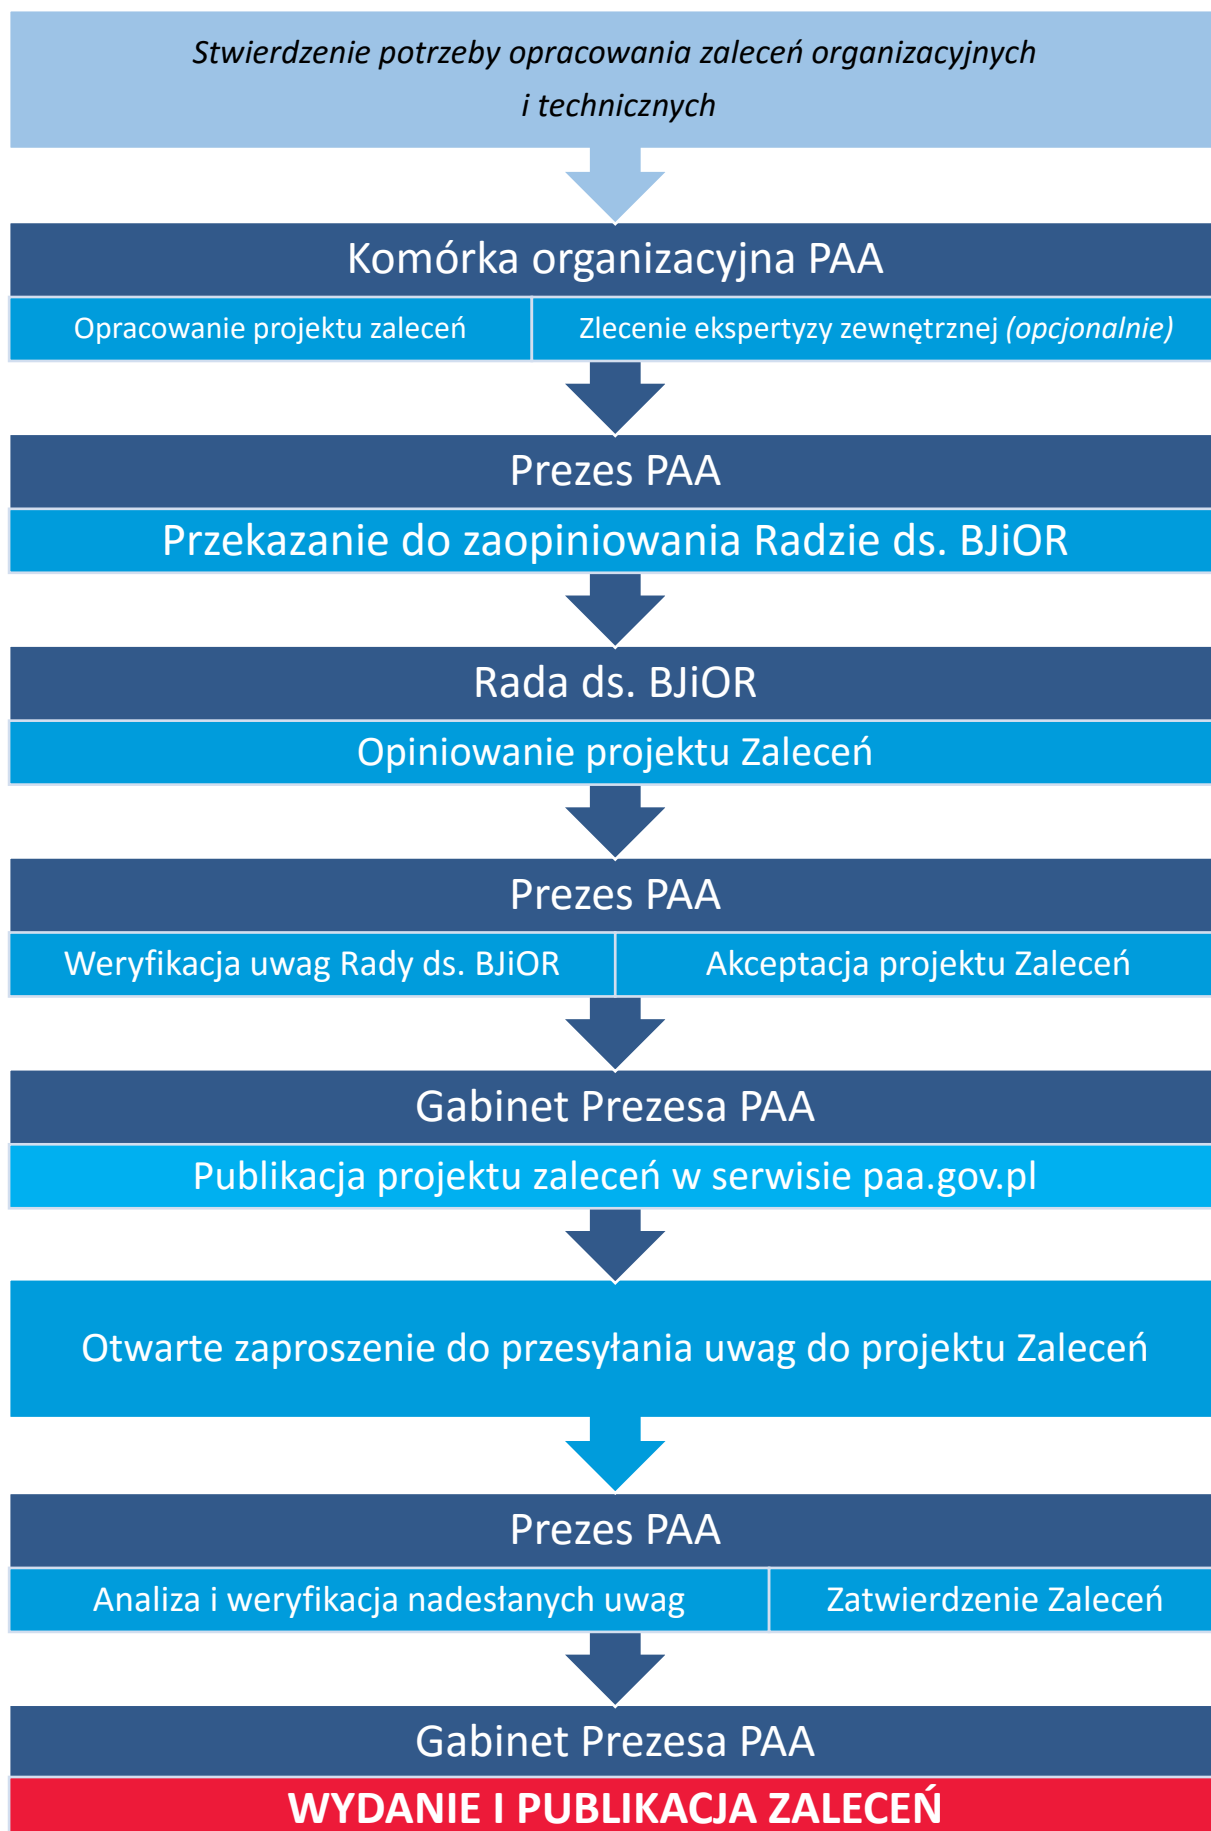 Stwierdzenie potrzeby opracowania zaleceń organizacyjnych
i technicznych
Komórka organizacyjna PAA
Opracowanie projektu zaleceń
Zlecenie ekspertyzy zewnętrznej (opcjonalnie)
Prezes PAA
Przekazanie do zaopiniowania Radzie ds. BJiOR
Rada ds. BJiOR
Opiniowanie projektu Zaleceń
Prezes PAA
Weryfikacja uwag Rady ds. BJiOR
Akceptacja projektu Zaleceń
Gabinet Prezesa PAA
Publikacja projektu zaleceń w serwisie paa.gov.pl
Otwarte zaproszenie do przesyłania uwag do projektu Zaleceń
Prezes PAA
Analiza i weryfikacja nadesłanych uwag
Zatwierdzenie Zaleceń
Gabinet Prezesa PAA
WYDANIE I PUBLIKACJA ZALECEŃ